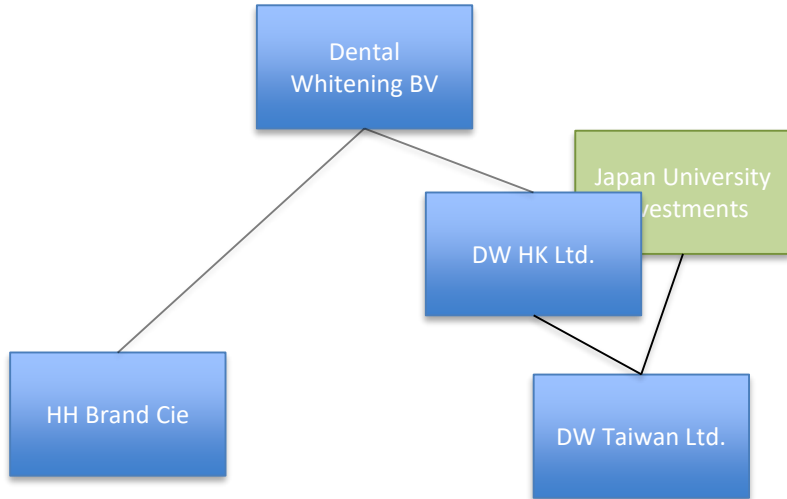 Dental
Whitening BV
Japan University
vestments
DW HK Ltd.
HH Brand Cie
DW Taiwan Ltd.